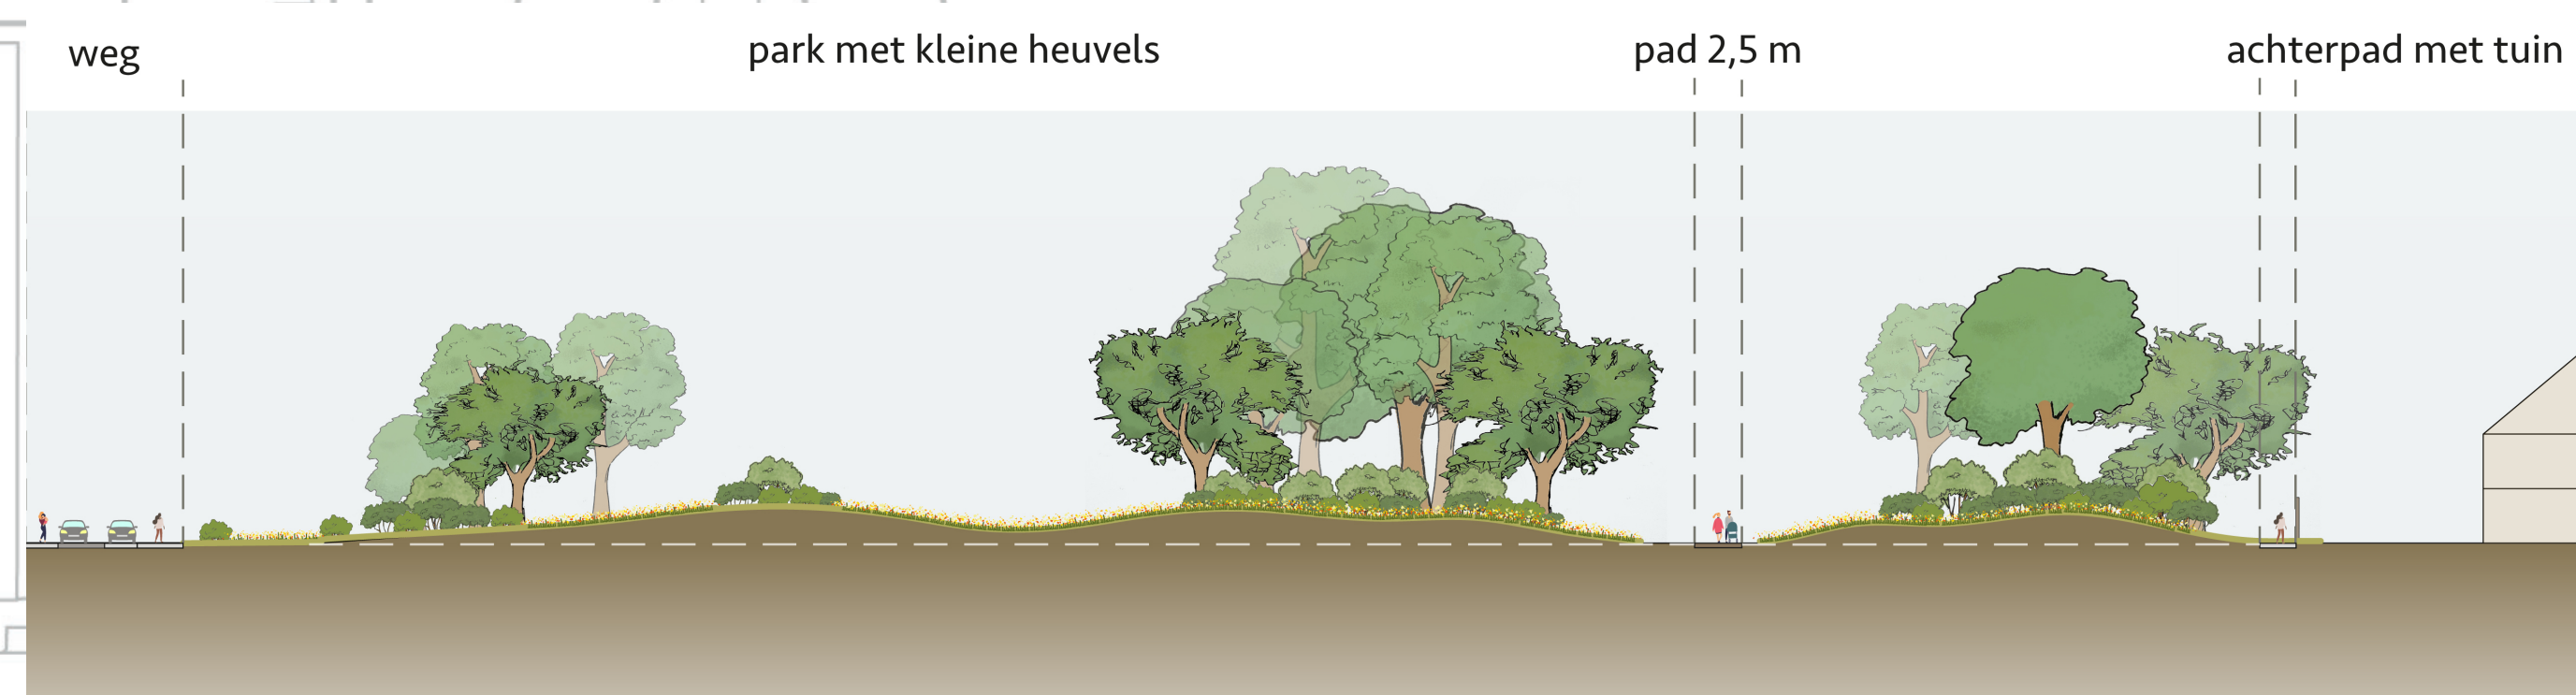 weg
park met kleine heuvels
pad 2,5 m
achterpad met tuin